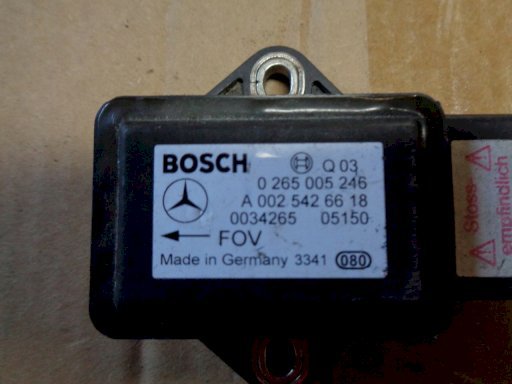 BOSCH Q 03
0 265 005 246
A 002 542 66 18
0034265 05150
FOV
Made in Germany 3341 080
Stoss
empfindlich